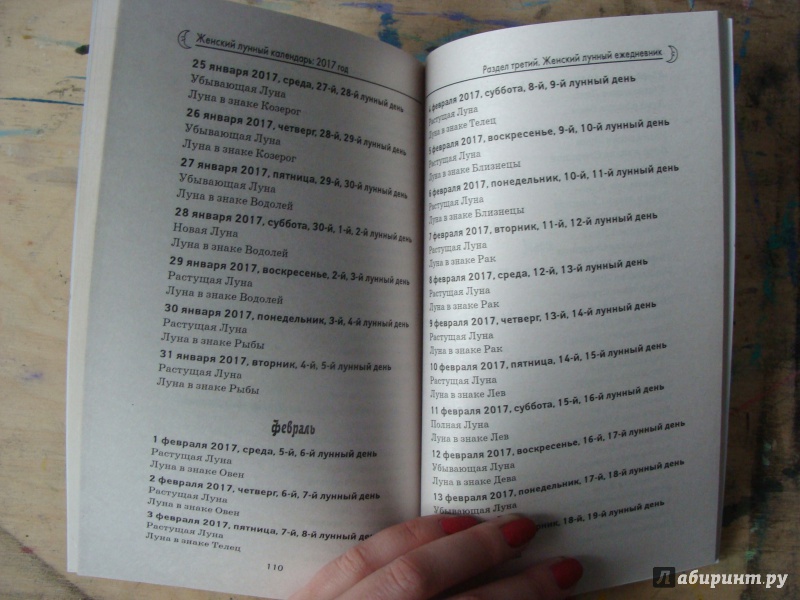 Женский лунный календарь: 2017 год
25 января 2017, среда, 27-й, 28-й лунный день
Убывающая Луна
Луна в знаке Козерог
26 января 2017, четверг, 28-й, 29-й лунный день
Убывающая Луна
Луна в знаке Козерог
27 января 2017, пятница, 29-й, 30-й лунный день
Убывающая Луна
Луна в знаке Водолей
28 января 2017, суббота, 30-й, 1-й, 2-й лунный день
Новая Луна
Луна в знаке Водолей
29 января 2017, воскресенье, 2-й, 3-й лунный день
Растущая Луна
Луна в знаке Водолей
30 января 2017, понедельник, 3-й, 4-й лунный день
Растущая Луна
Луна в знаке Рыбы
31 января 2017, вторник, 4-й, 5-й лунный день
Растущая Луна
Луна в знаке Рыбы
Февраль
1 февраля 2017, среда, 5-й, 6-й лунный день
Растущая Луна
Луна в знаке Овен
2 февраля 2017, четверг, 6-й, 7-й лунный день
Растущая Луна
Луна в знаке Овен
3 февраля 2017, пятница, 7-й, 8-й лунный день
Растущая Луна
Луна в знаке Телец
110
Раздел третий. Женский лунный ежедневник
4 февраля 2017, суббота, 8-й, 9-й лунный день
Растущая Луна
Луна в знаке Телец
5 февраля 2017, воскресенье, 9-й, 10-й лунный день
Растущая Луна
Луна в знаке Близнецы
6 февраля 2017, понедельник, 10-й, 11-й лунный день
Растущая Луна
Луна в знаке Близнецы
7 февраля 2017, вторник, 11-й, 12-й лунный день
Растущая Луна
Луна в знаке Рак
8 февраля 2017, среда, 12-й, 13-й лунный день
Растущая Луна
Луна в знаке Рак
9 февраля 2017, четверг, 13-й, 14-й лунный день
Растущая Луна
Луна в знаке Рак
10 февраля 2017, пятница, 14-й, 15-й лунный день
Растущая Луна
Луна в знаке Лев
11 февраля 2017, суббота, 15-й, 16-й лунный день
Полная Луна
Луна в знаке Лев
12 февраля 2017, воскресенье, 16-й, 17-й лунный день
Убывающая Луна
Луна в знаке Дева
13 февраля 2017, понедельник, 17-й, 18-й лунный день
Убывающая Луна
18-й, 19-й лунный день
Лабиринт.ру